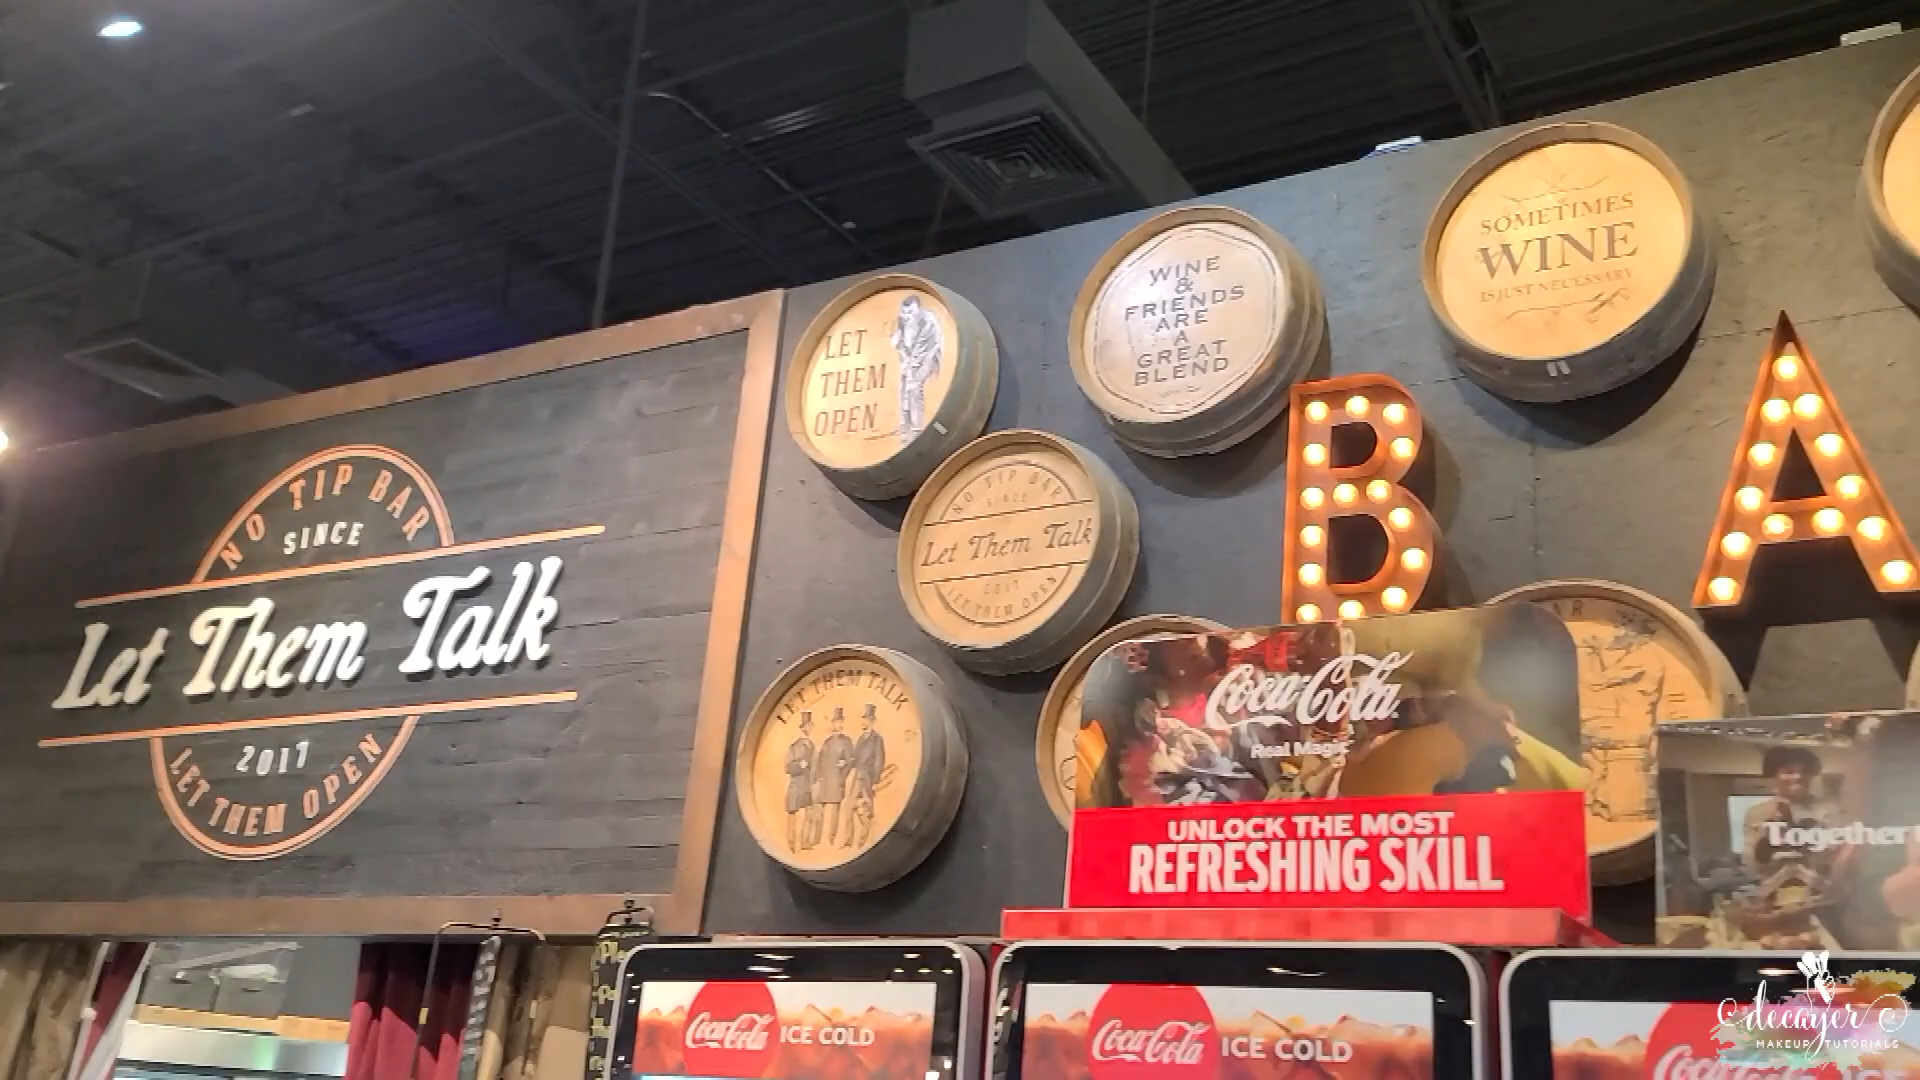 NO TIP BAR
SINCE
Let Them Talk
2017
LET THEM OPEN
LET
THEM
OPEN
WINE
&
FRIENDS
ARE
A
GREAT
BLEND
SOMETIMES
WINE
IS JUST NECESSARY
NO TIP BAR
SINCE
Let Them Talk
2017
LET THEM OPEN
LET THEM TALK
B A
Coca-Cola
Real Magic
UNLOCK THE MOST
REFRESHING SKILL
Together
Coca-Cola ICE COLD
Coca-Cola ICE COLD
Coca-Cola
decayer
MAKEUP TUTORIALS